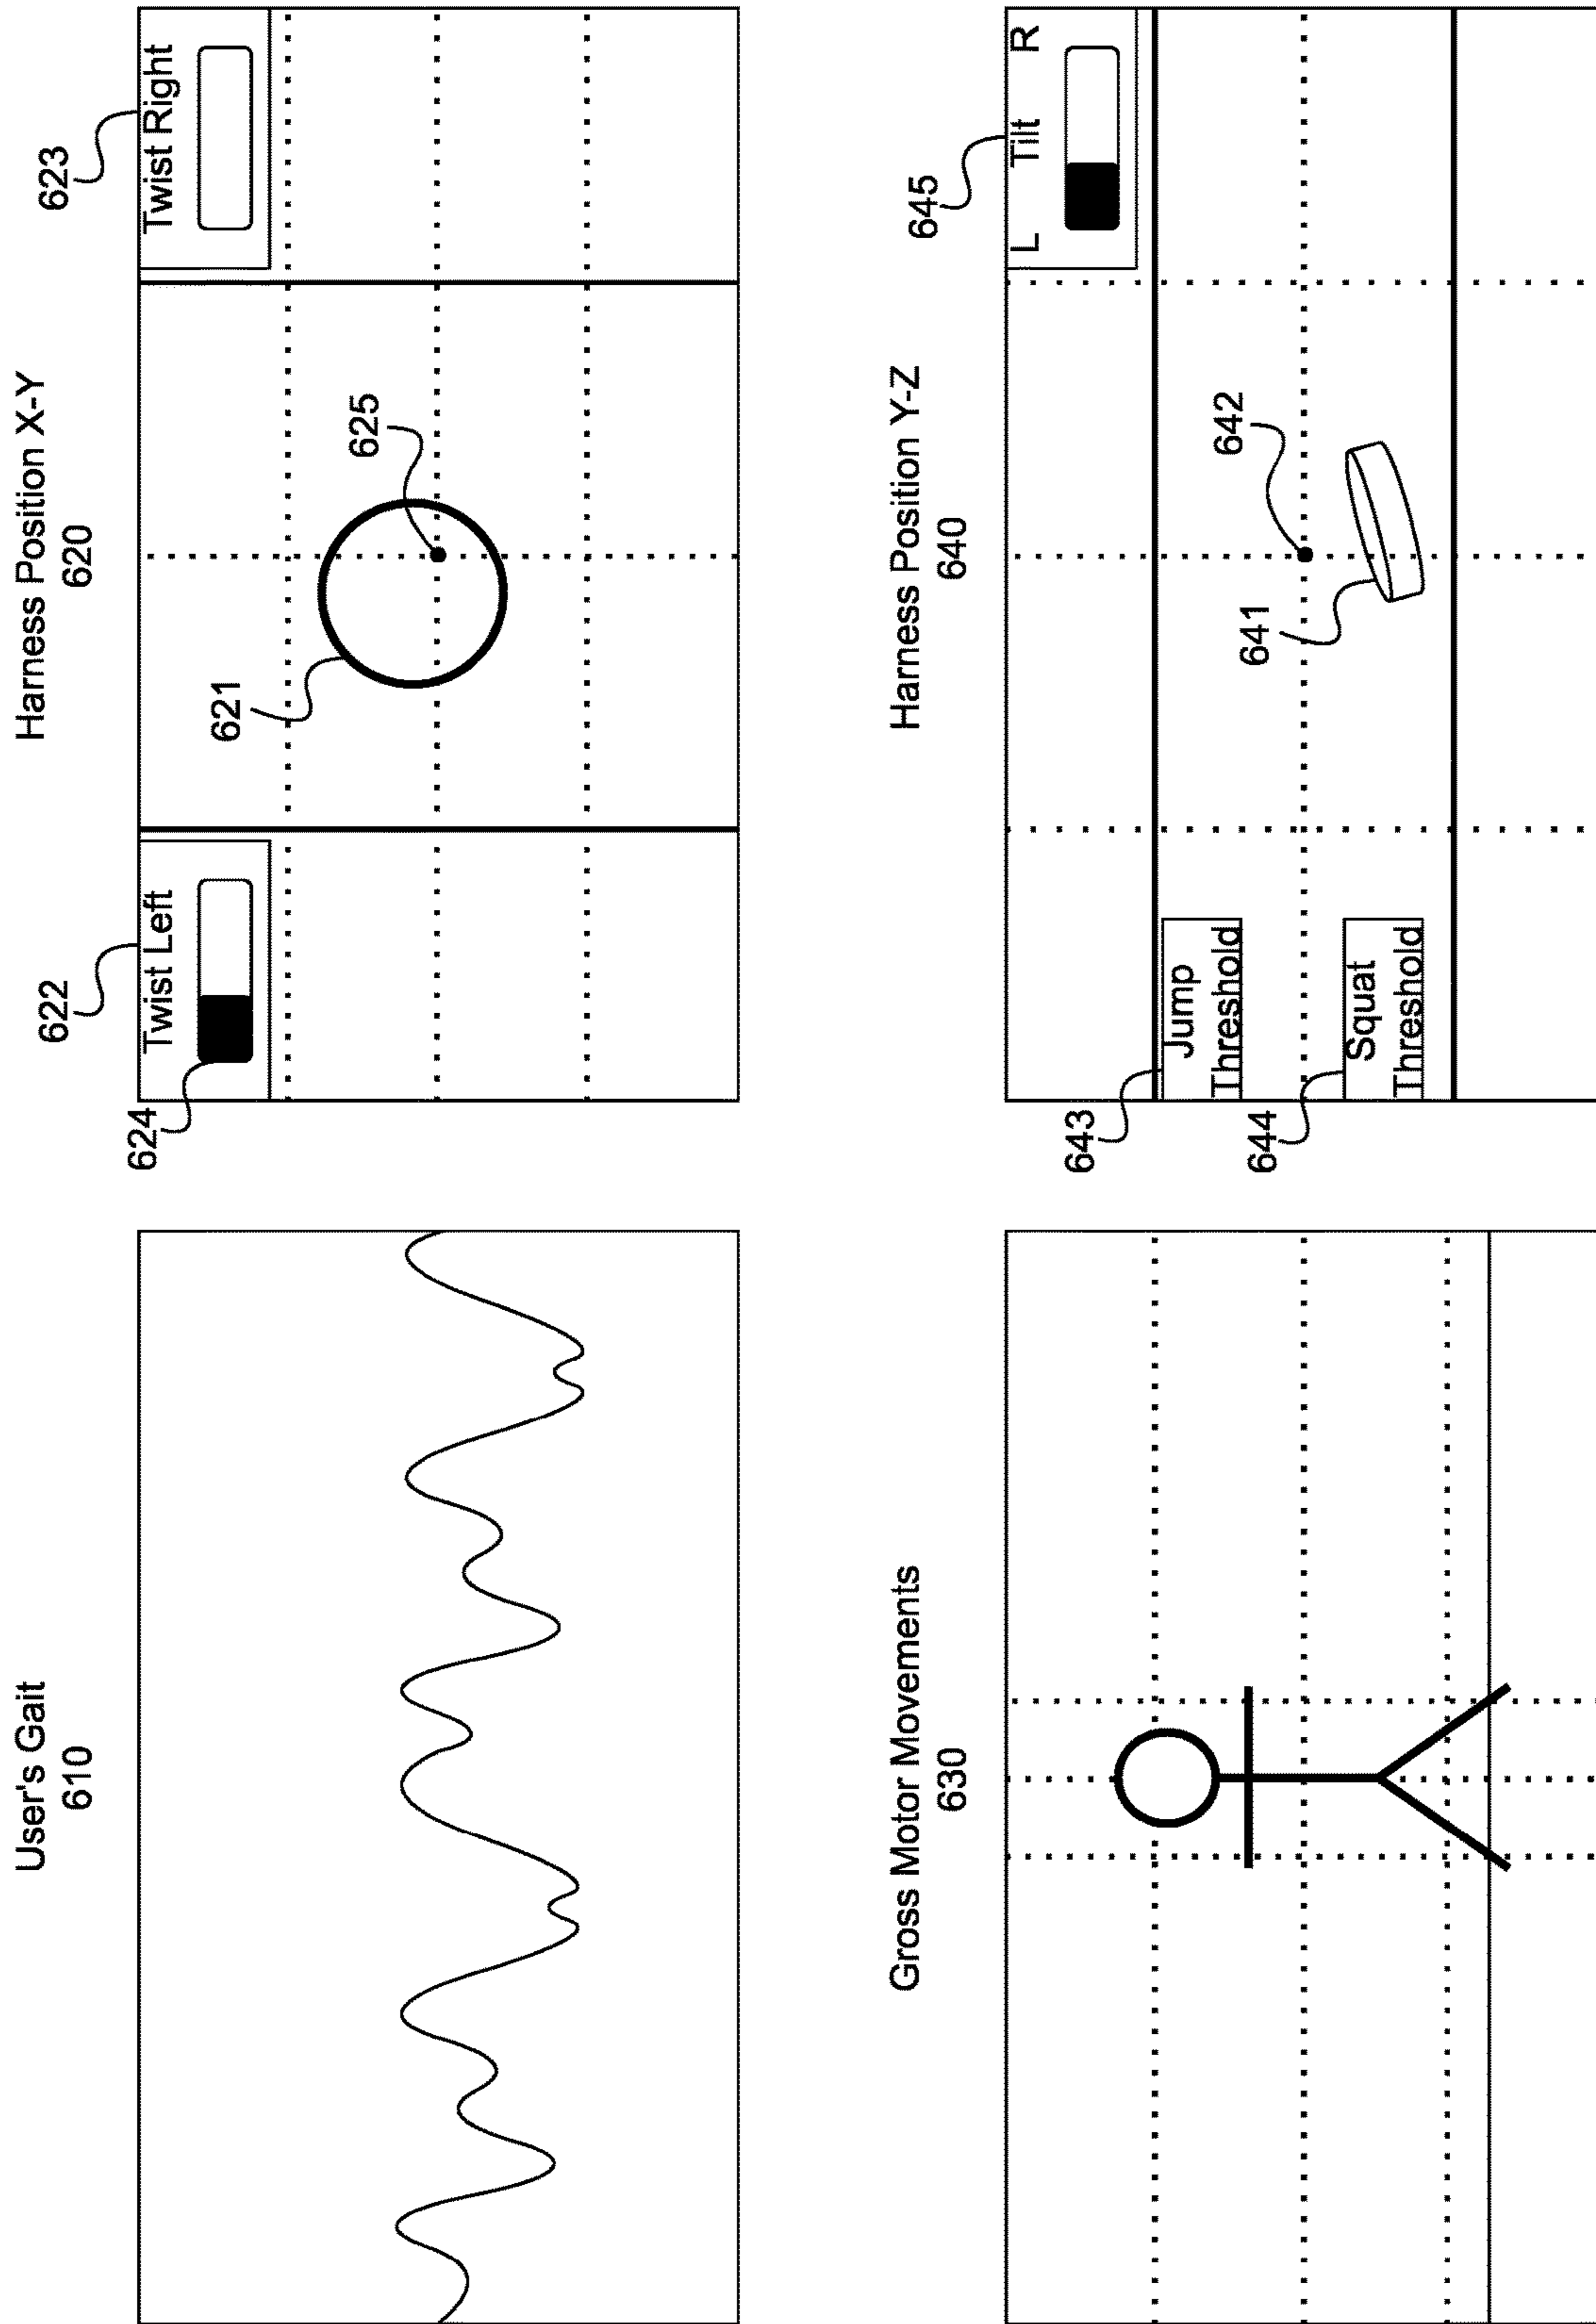 User's Gait
610
Harness Position X-Y
620
622
Twist Left
624
623
Twist Right
621
625
Gross Motor Movements
630
Harness Position Y-Z
640
645
L Tilt R
643
Jump
Threshold
644
Squat
Threshold
641
642